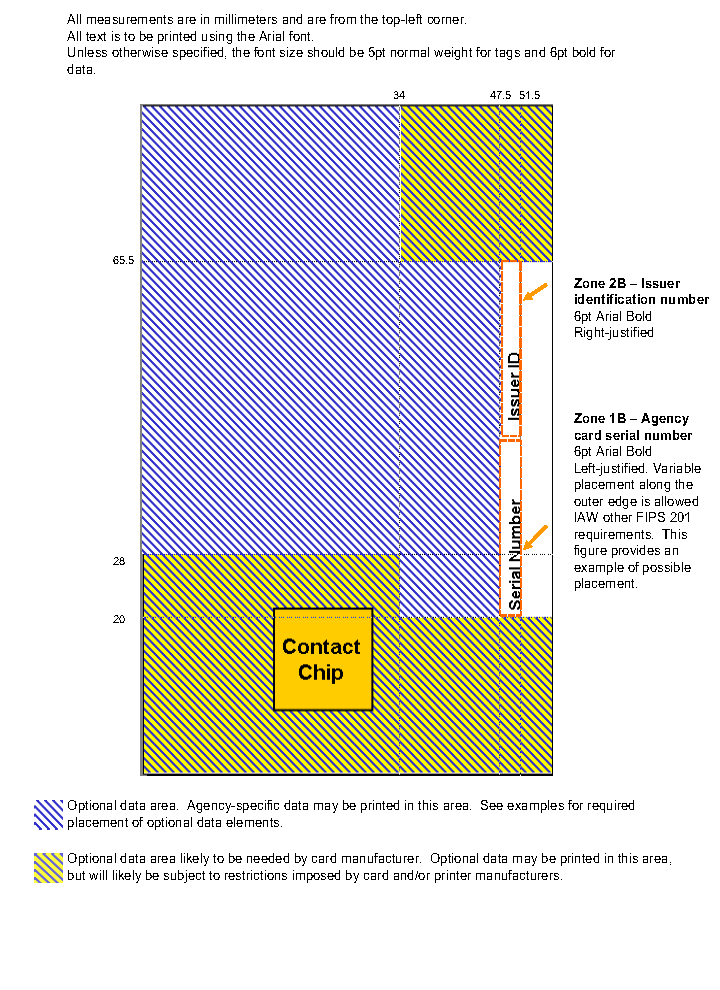 All measurements are in millimeters and are from the top-left corner.
All text is to be printed using the Arial font.
Unless otherwise specified, the font size should be 5pt normal weight for tags and 6pt bold for
data.
34
47.5
51.5
65.5
Zone 2B – Issuer
identification number
6pt Arial Bold
Right-justified
Issuer ID
Zone 1B – Agency
card serial number
6pt Arial Bold
Left-justified. Variable
placement along the
outer edge is allowed
IAW other FIPS 201
requirements.  This
figure provides an
example of possible
placement.
Serial Number
28
20
Contact
Chip
Optional data area.  Agency-specific data may be printed in this area.  See examples for required
placement of optional data elements.
Optional data area likely to be needed by card manufacturer.  Optional data may be printed in this area,
but will likely be subject to restrictions imposed by card and/or printer manufacturers.